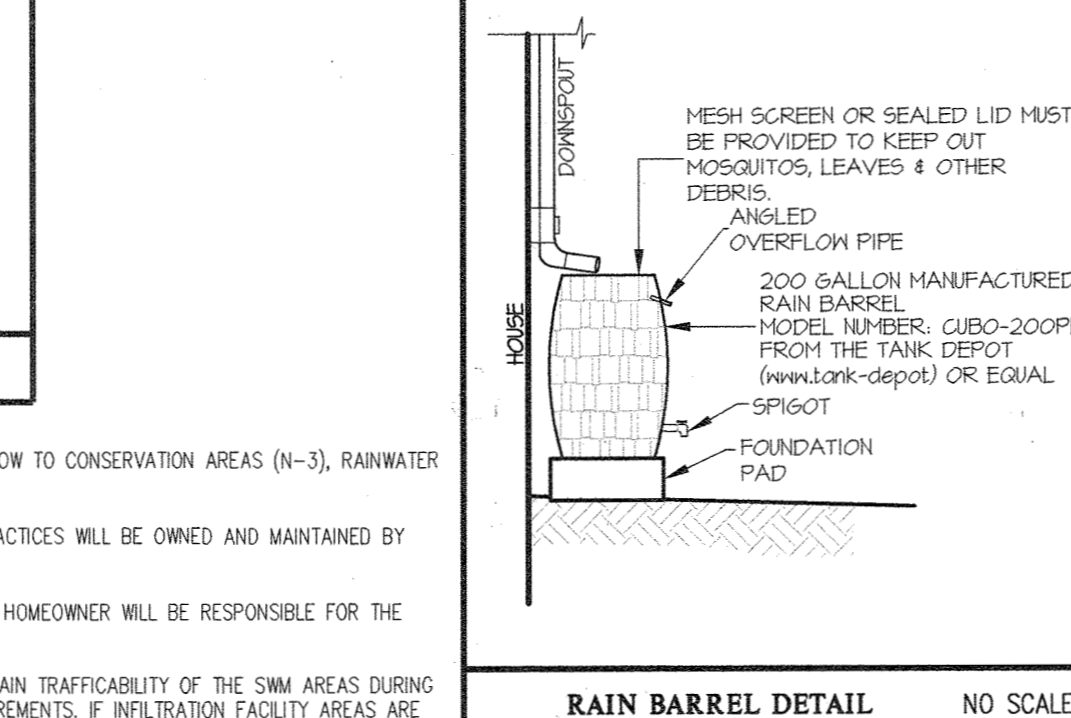 DOWNSPOUT
MESH SCREEN OR SEALED LID MUST
BE PROVIDED TO KEEP OUT
MOSQUITOS, LEAVES & OTHER
DEBRIS.
ANGLED
OVERFLOW PIPE
200 GALLON MANUFACTURED
RAIN BARREL
MODEL NUMBER: CUBO-200P
FROM THE TANK DEPOT
(www.tank-depot) OR EQUAL
HOUSE
SPIGOT
FOUNDATION
PAD
OW TO CONSERVATION AREAS (N-3), RAINWATER
ACTICES WILL BE OWNED AND MAINTAINED BY
HOMEOWNER WILL BE RESPONSIBLE FOR THE
AIN TRAFFICABILITY OF THE SWM AREAS DURING
REMENTS. IF INFILTRATION FACILITY AREAS ARE
RAIN BARREL DETAIL NO SCALE